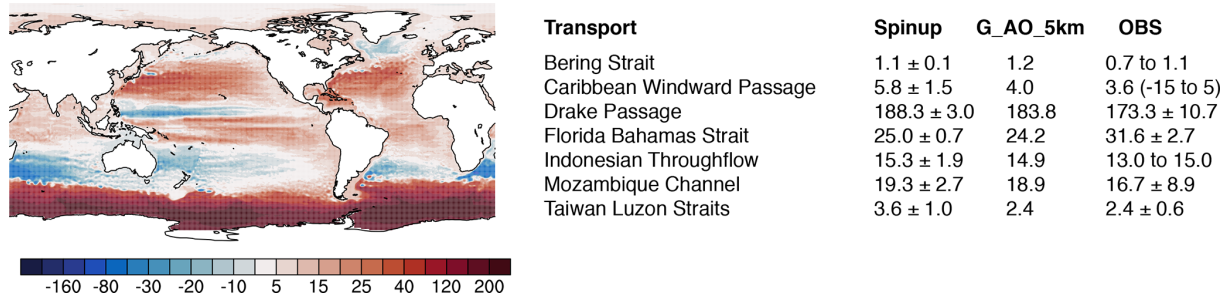 Transport Spinup G_AO_5km OBS
Bering Strait 1.1 ± 0.1 1.2 0.7 to 1.1
Caribbean Windward Passage 5.8 ± 1.5 4.0 3.6 (-15 to 5)
Drake Passage 188.3 ± 3.0 183.8 173.3 ± 10.7
Florida Bahamas Strait 25.0 ± 0.7 24.2 31.6 ± 2.7
Indonesian Throughflow 15.3 ± 1.9 14.9 13.0 to 15.0
Mozambique Channel 19.3 ± 2.7 18.9 16.7 ± 8.9
Taiwan Luzon Straits 3.6 ± 1.0 2.4 2.4 ± 0.6
-160 -80 -30 -20 -10 5 15 25 40 120 200